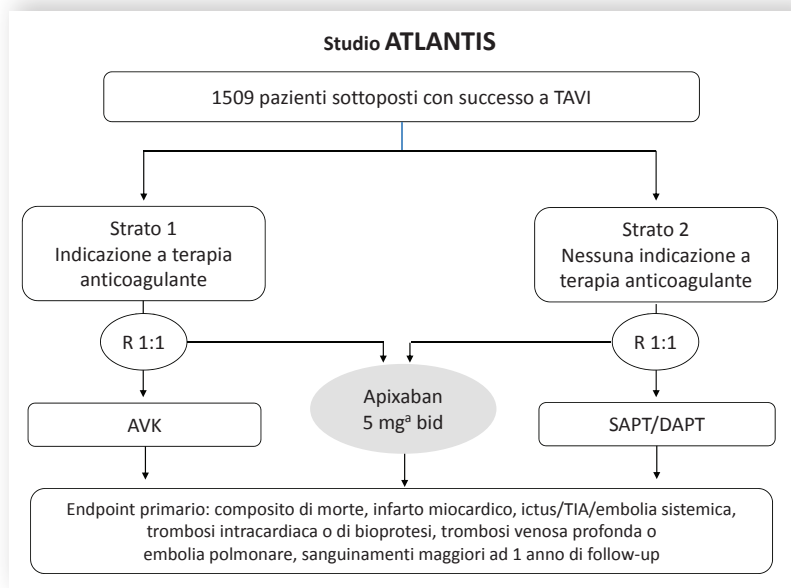 Studio ATLANTIS
1509 pazienti sottoposti con successo a TAVI
Strato 1
Indicazione a terapia
anticoagulante
Strato 2
Nessuna indicazione a
terapia anticoagulante
R 1:1
R 1:1
Apixaban
5 mgᵃ bid
AVK
SAPT/DAPT
Endpoint primario: composito di morte, infarto miocardico, ictus/TIA/embolia sistemica,
trombosi intracardiaca o di bioprotesi, trombosi venosa profonda o
embolia polmonare, sanguinamenti maggiori ad 1 anno di follow-up